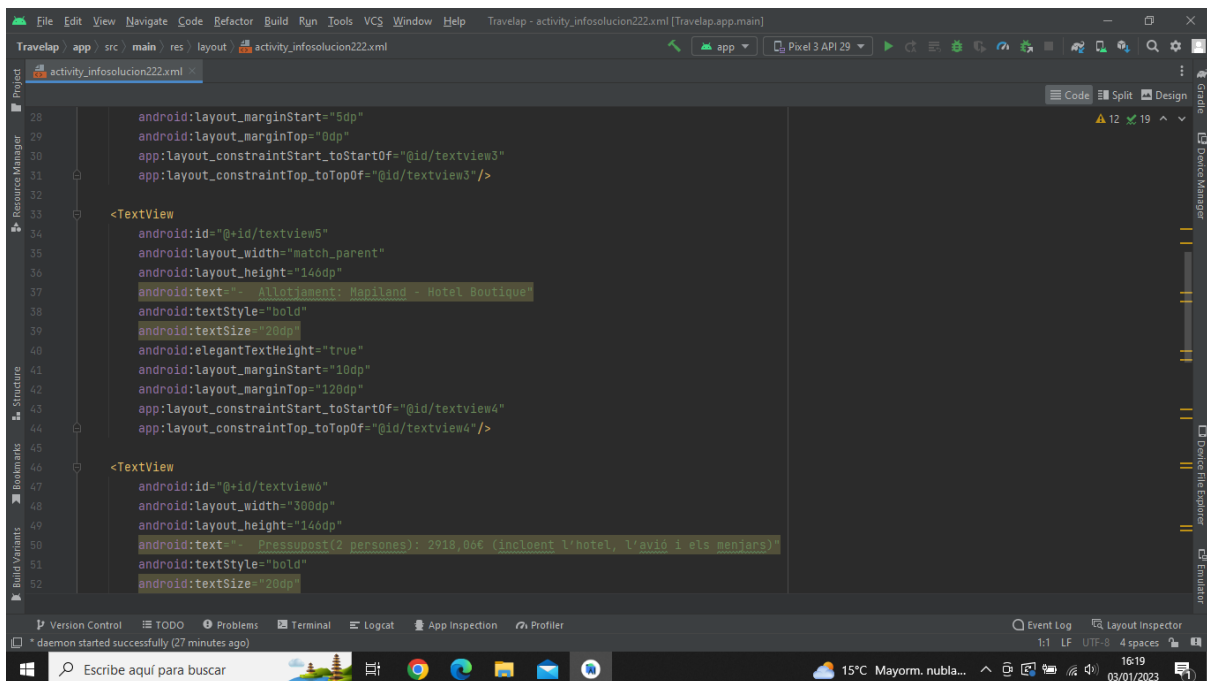 File Edit View Navigate Code Refactor Build Run Tools VCS Window Help Travelap - activity_infosolucion222.xml [Travelap.app.main]
Travelap app src main res layout activity_infosolucion222.xml app Pixel 3 API 29
activity_infosolucion222.xml
Code Split Design
12 19
28 android:layout_marginStart="5dp"
29 android:layout_marginTop="0dp"
30 app:layout_constraintStart_toStartOf="@id/textview3"
31 app:layout_constraintTop_toTopOf="@id/textview3"/>
32
33 <TextView
34 android:id="@+id/textview5"
35 android:layout_width="match_parent"
36 android:layout_height="146dp"
37 android:text="- Allotjament: Mapiland - Hotel Boutique"
38 android:textStyle="bold"
39 android:textSize="20dp"
40 android:elegantTextHeight="true"
41 android:layout_marginStart="10dp"
42 android:layout_marginTop="120dp"
43 app:layout_constraintStart_toStartOf="@id/textview4"
44 app:layout_constraintTop_toTopOf="@id/textview4"/>
45
46 <TextView
47 android:id="@+id/textview6"
48 android:layout_width="300dp"
49 android:layout_height="146dp"
50 android:text="- Pressupost(2 persones): 2918,06€ (incloent l'hotel, l'avió i els menjars)"
51 android:textStyle="bold"
52 android:textSize="20dp"
Project
Resource Manager
Structure
Bookmarks
Build Variants
Gradle
Device Manager
Device File Explorer
Emulator
Version Control TODO Problems Terminal Logcat App Inspection Profiler Event Log Layout Inspector
* daemon started successfully (27 minutes ago) 1:1 LF UTF-8 4 spaces
Escribe aquí para buscar 15°C Mayorm. nubla... 16:19
03/01/2023